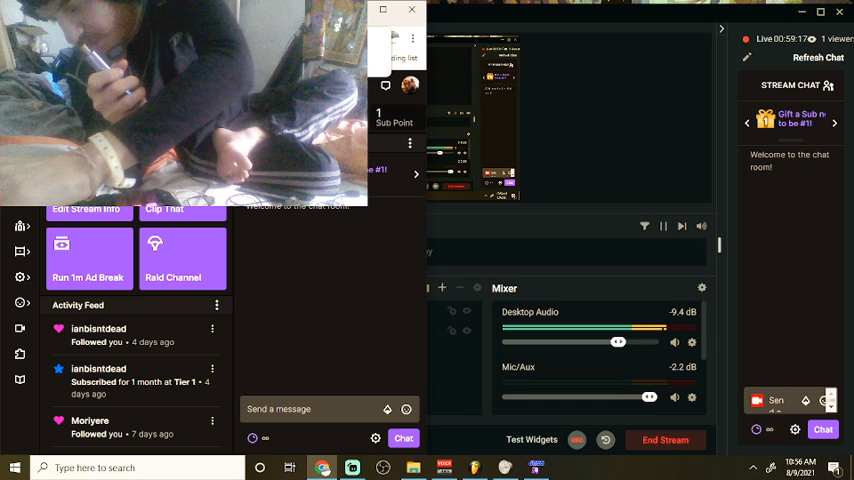 ding list
Live 00:59:17 1 viewers
Refresh Chat
STREAM CHAT
1
Sub Point
Gift a Sub n
to be #1!
e #1!
Welcome to the chat
room!
Welcome to the chat
room!
Edit Stream Info
Clip That
Run 1m Ad Break
Raid Channel
Activity Feed
ianbisntdead
Followed you • 4 days ago
ianbisntdead
Subscribed for 1 month at Tier 1 • 4
days ago
Moriyere
Followed you • 7 days ago
Send a message
Chat
Mixer
Desktop Audio
-9.4 dB
Mic/Aux
-2.2 dB
Test Widgets
REC
End Stream
Sen
Chat
Type here to search
10:56 AM
8/9/2021